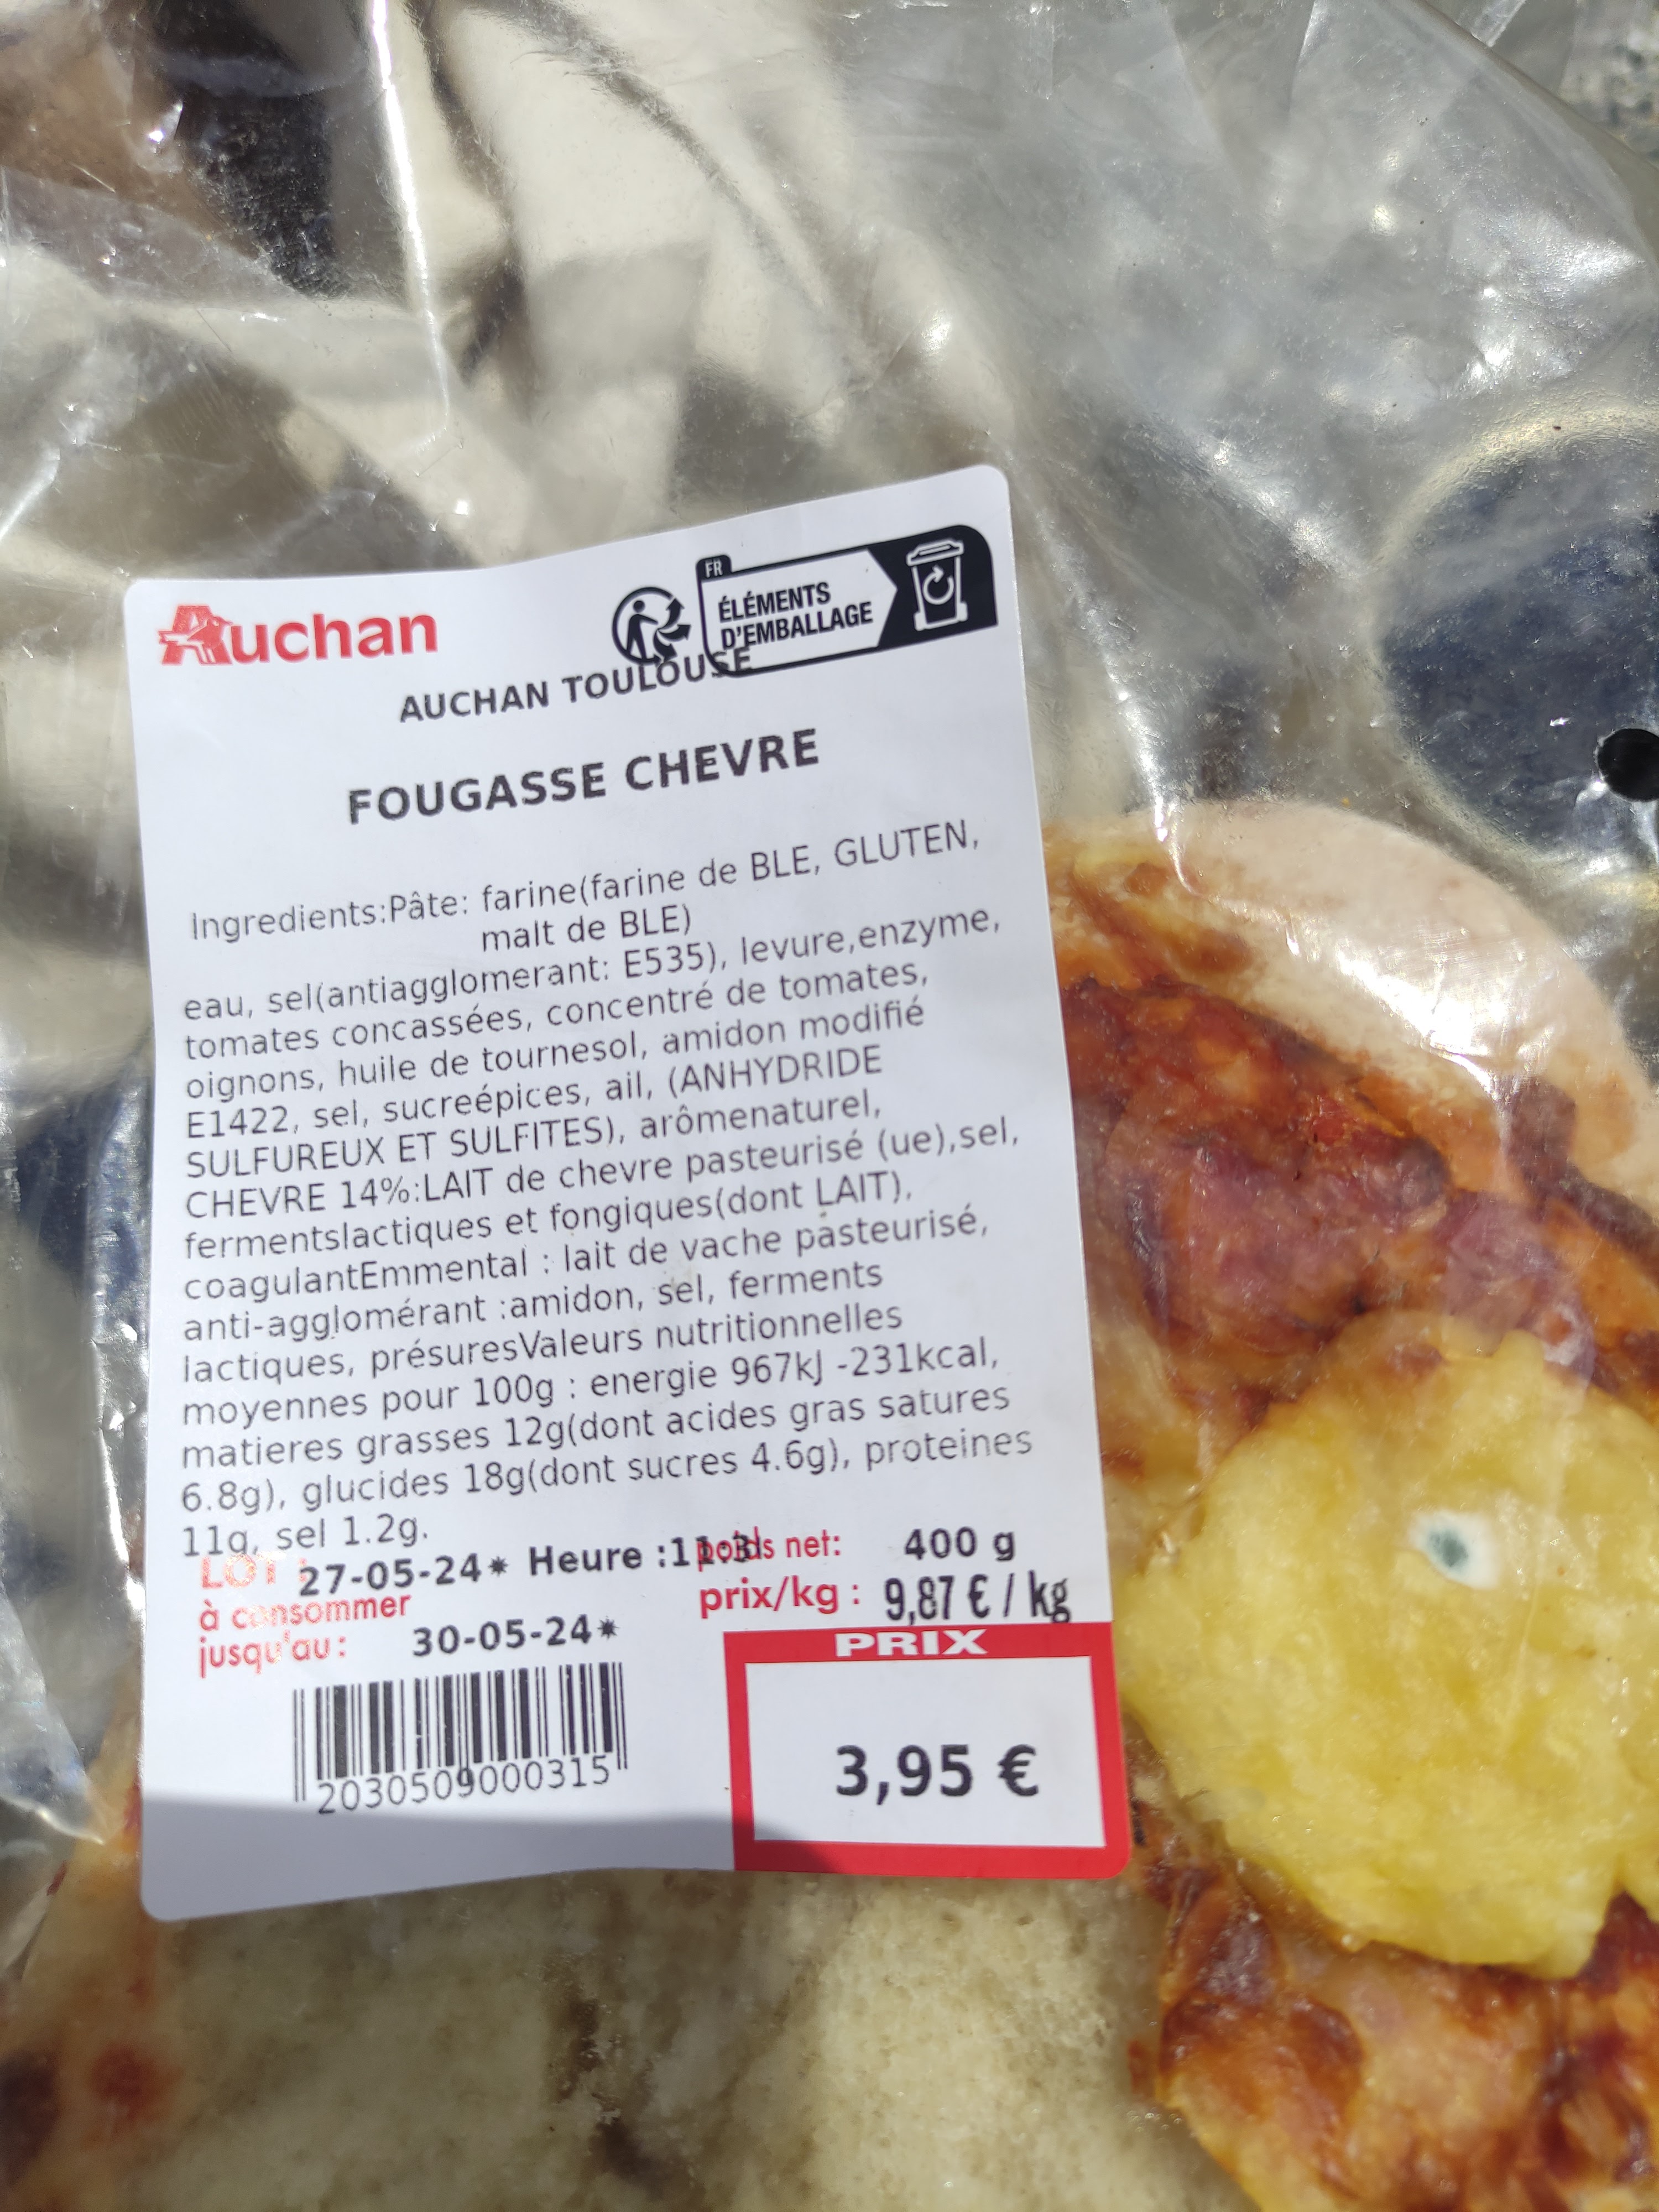 Auchan
FR
ÉLÉMENTS
D'EMBALLAGE
AUCHAN TOULOUSE
FOUGASSE CHEVRE
Ingredients:Pâte: farine(farine de BLE, GLUTEN,
malt de BLE)
eau, sel(antiagglomerant: E535), levure,enzyme,
tomates concassées, concentré de tomates,
oignons, huile de tournesol, amidon modifié
E1422, sel, sucreépices, ail, (ANHYDRIDE
SULFUREUX ET SULFITES), arômenaturel,
CHEVRE 14%:LAIT de chevre pasteurisé (ue),sel,
fermentslactiques et fongiques(dont LAIT),
coagulantEmmental : lait de vache pasteurisé,
anti-agglomérant :amidon, sel, ferments
lactiques, présuresValeurs nutritionnelles
moyennes pour 100g : energie 967kJ -231kcal,
matieres grasses 12g(dont acides gras satures
6.8g), glucides 18g(dont sucres 4.6g), proteines
11g, sel 1.2g.
LOT : 27-05-24* Heure : poids net: 400 g
à consommer
jusqu'au: 30-05-24*
prix/kg : 9,87 € / kg
PRIX
3,95 €
2030509000315